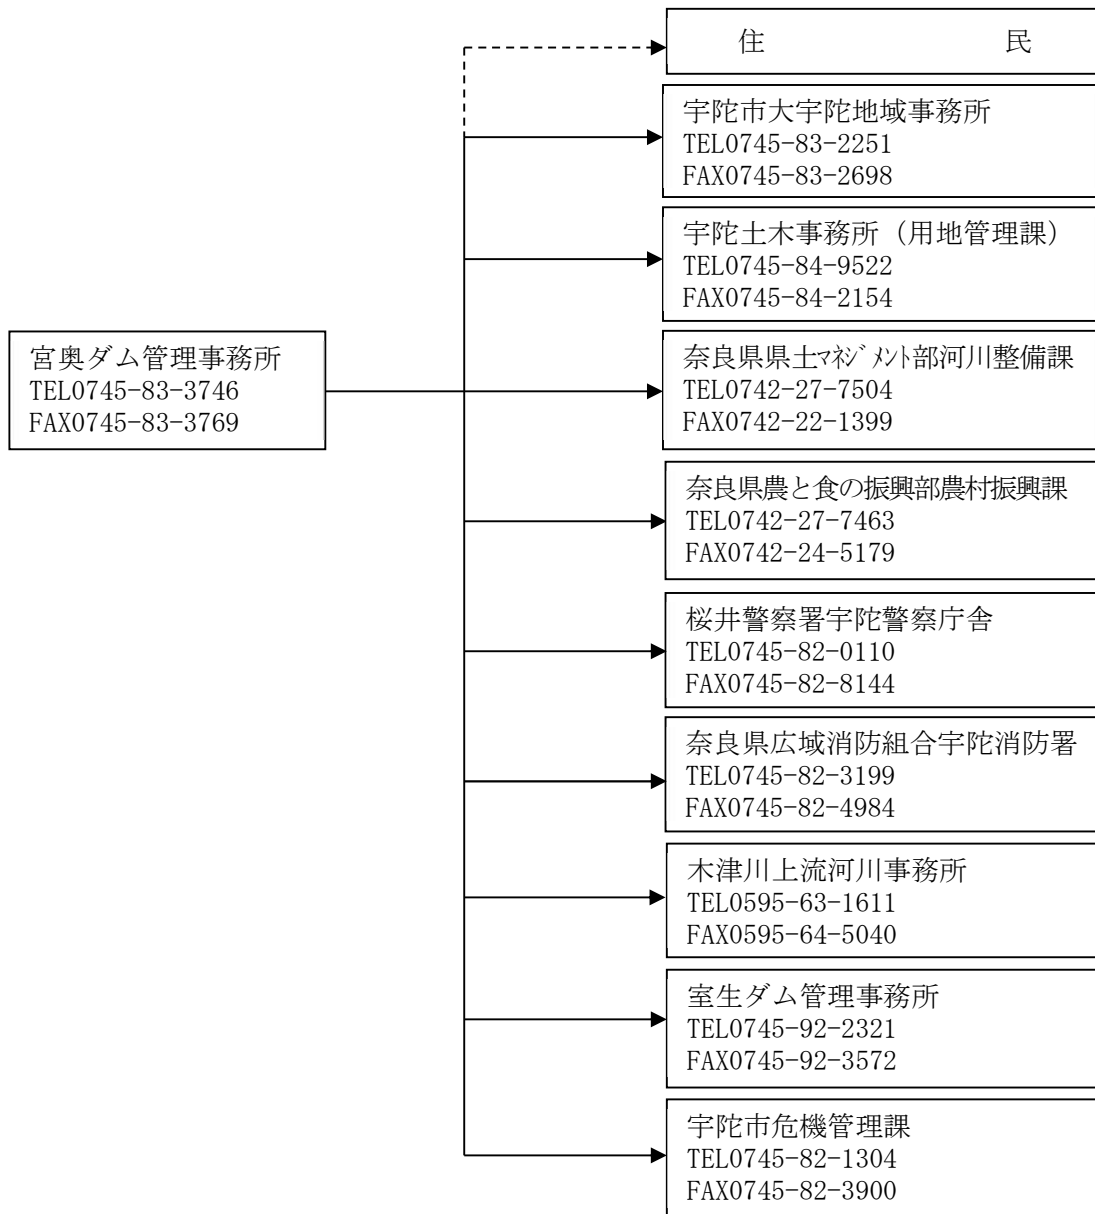 住　　　　民
宇陀市大宇陀地域事務所
TEL0745-83-2251
FAX0745-83-2698
宇陀土木事務所（用地管理課）
TEL0745-84-9522
FAX0745-84-2154
宮奥ダム管理事務所
TEL0745-83-3746
FAX0745-83-3769
奈良県県土ﾏﾈｼﾞﾒﾝﾄ部河川整備課
TEL0742-27-7504
FAX0742-22-1399
奈良県農と食の振興部農村振興課
TEL0742-27-7463
FAX0742-24-5179
桜井警察署宇陀警察庁舎
TEL0745-82-0110
FAX0745-82-8144
奈良県広域消防組合宇陀消防署
TEL0745-82-3199
FAX0745-82-4984
木津川上流河川事務所
TEL0595-63-1611
FAX0595-64-5040
室生ダム管理事務所
TEL0745-92-2321
FAX0745-92-3572
宇陀市危機管理課
TEL0745-82-1304
FAX0745-82-3900